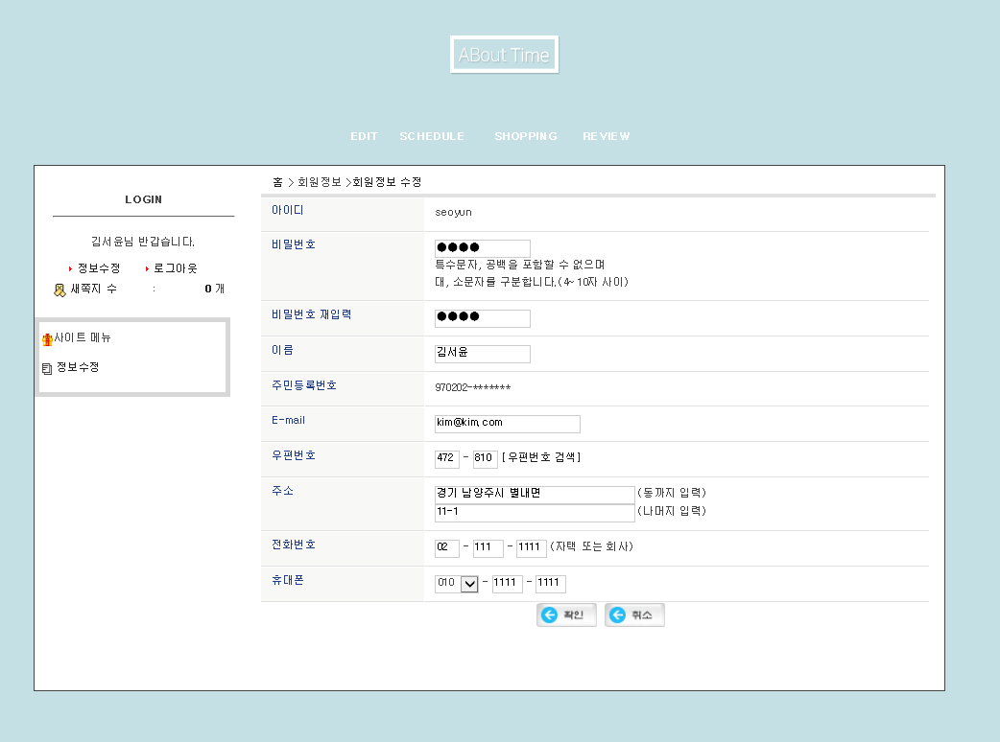 ABout Time
EDIT SCHEDULE SHOPPING REVIEW
LOGIN
김서윤님 반갑습니다.
정보수정 로그아웃
새쪽지 수 : 0 개
사이트 메뉴
정보수정
홈 > 회원정보 >회원정보 수정
아이디 seoyun
비밀번호 ●●●●
특수문자, 공백을 포함할 수 없으며
대, 소문자를 구분합니다.(4~10자 사이)
비밀번호 재입력 ●●●●
이름 김서윤
주민등록번호 970202-*******
E-mail kim@kim.com
우편번호 472 - 810 [우편번호 검색]
주소 경기 남양주시 별내면 (동까지 입력)
11-1 (나머지 입력)
전화번호 02 - 111 - 1111 (자택 또는 회사)
휴대폰 010 - 1111 - 1111
확인 취소